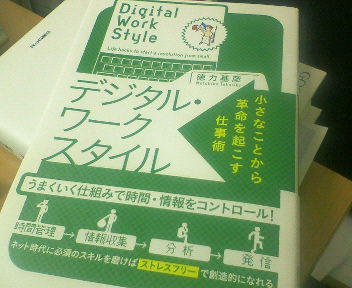 Digital
Work
Style
Life hacks to start a revolution from small
徳力基彦
デジタル・
ワーク
スタイル
小さなことから
革命を起こす
仕事術
うまくいく仕組みで時間・情報をコントロール!
時間管理
情報収集
分析
発信
ネット時代に必須のスキルを磨けばストレスフリーで創造的になれる